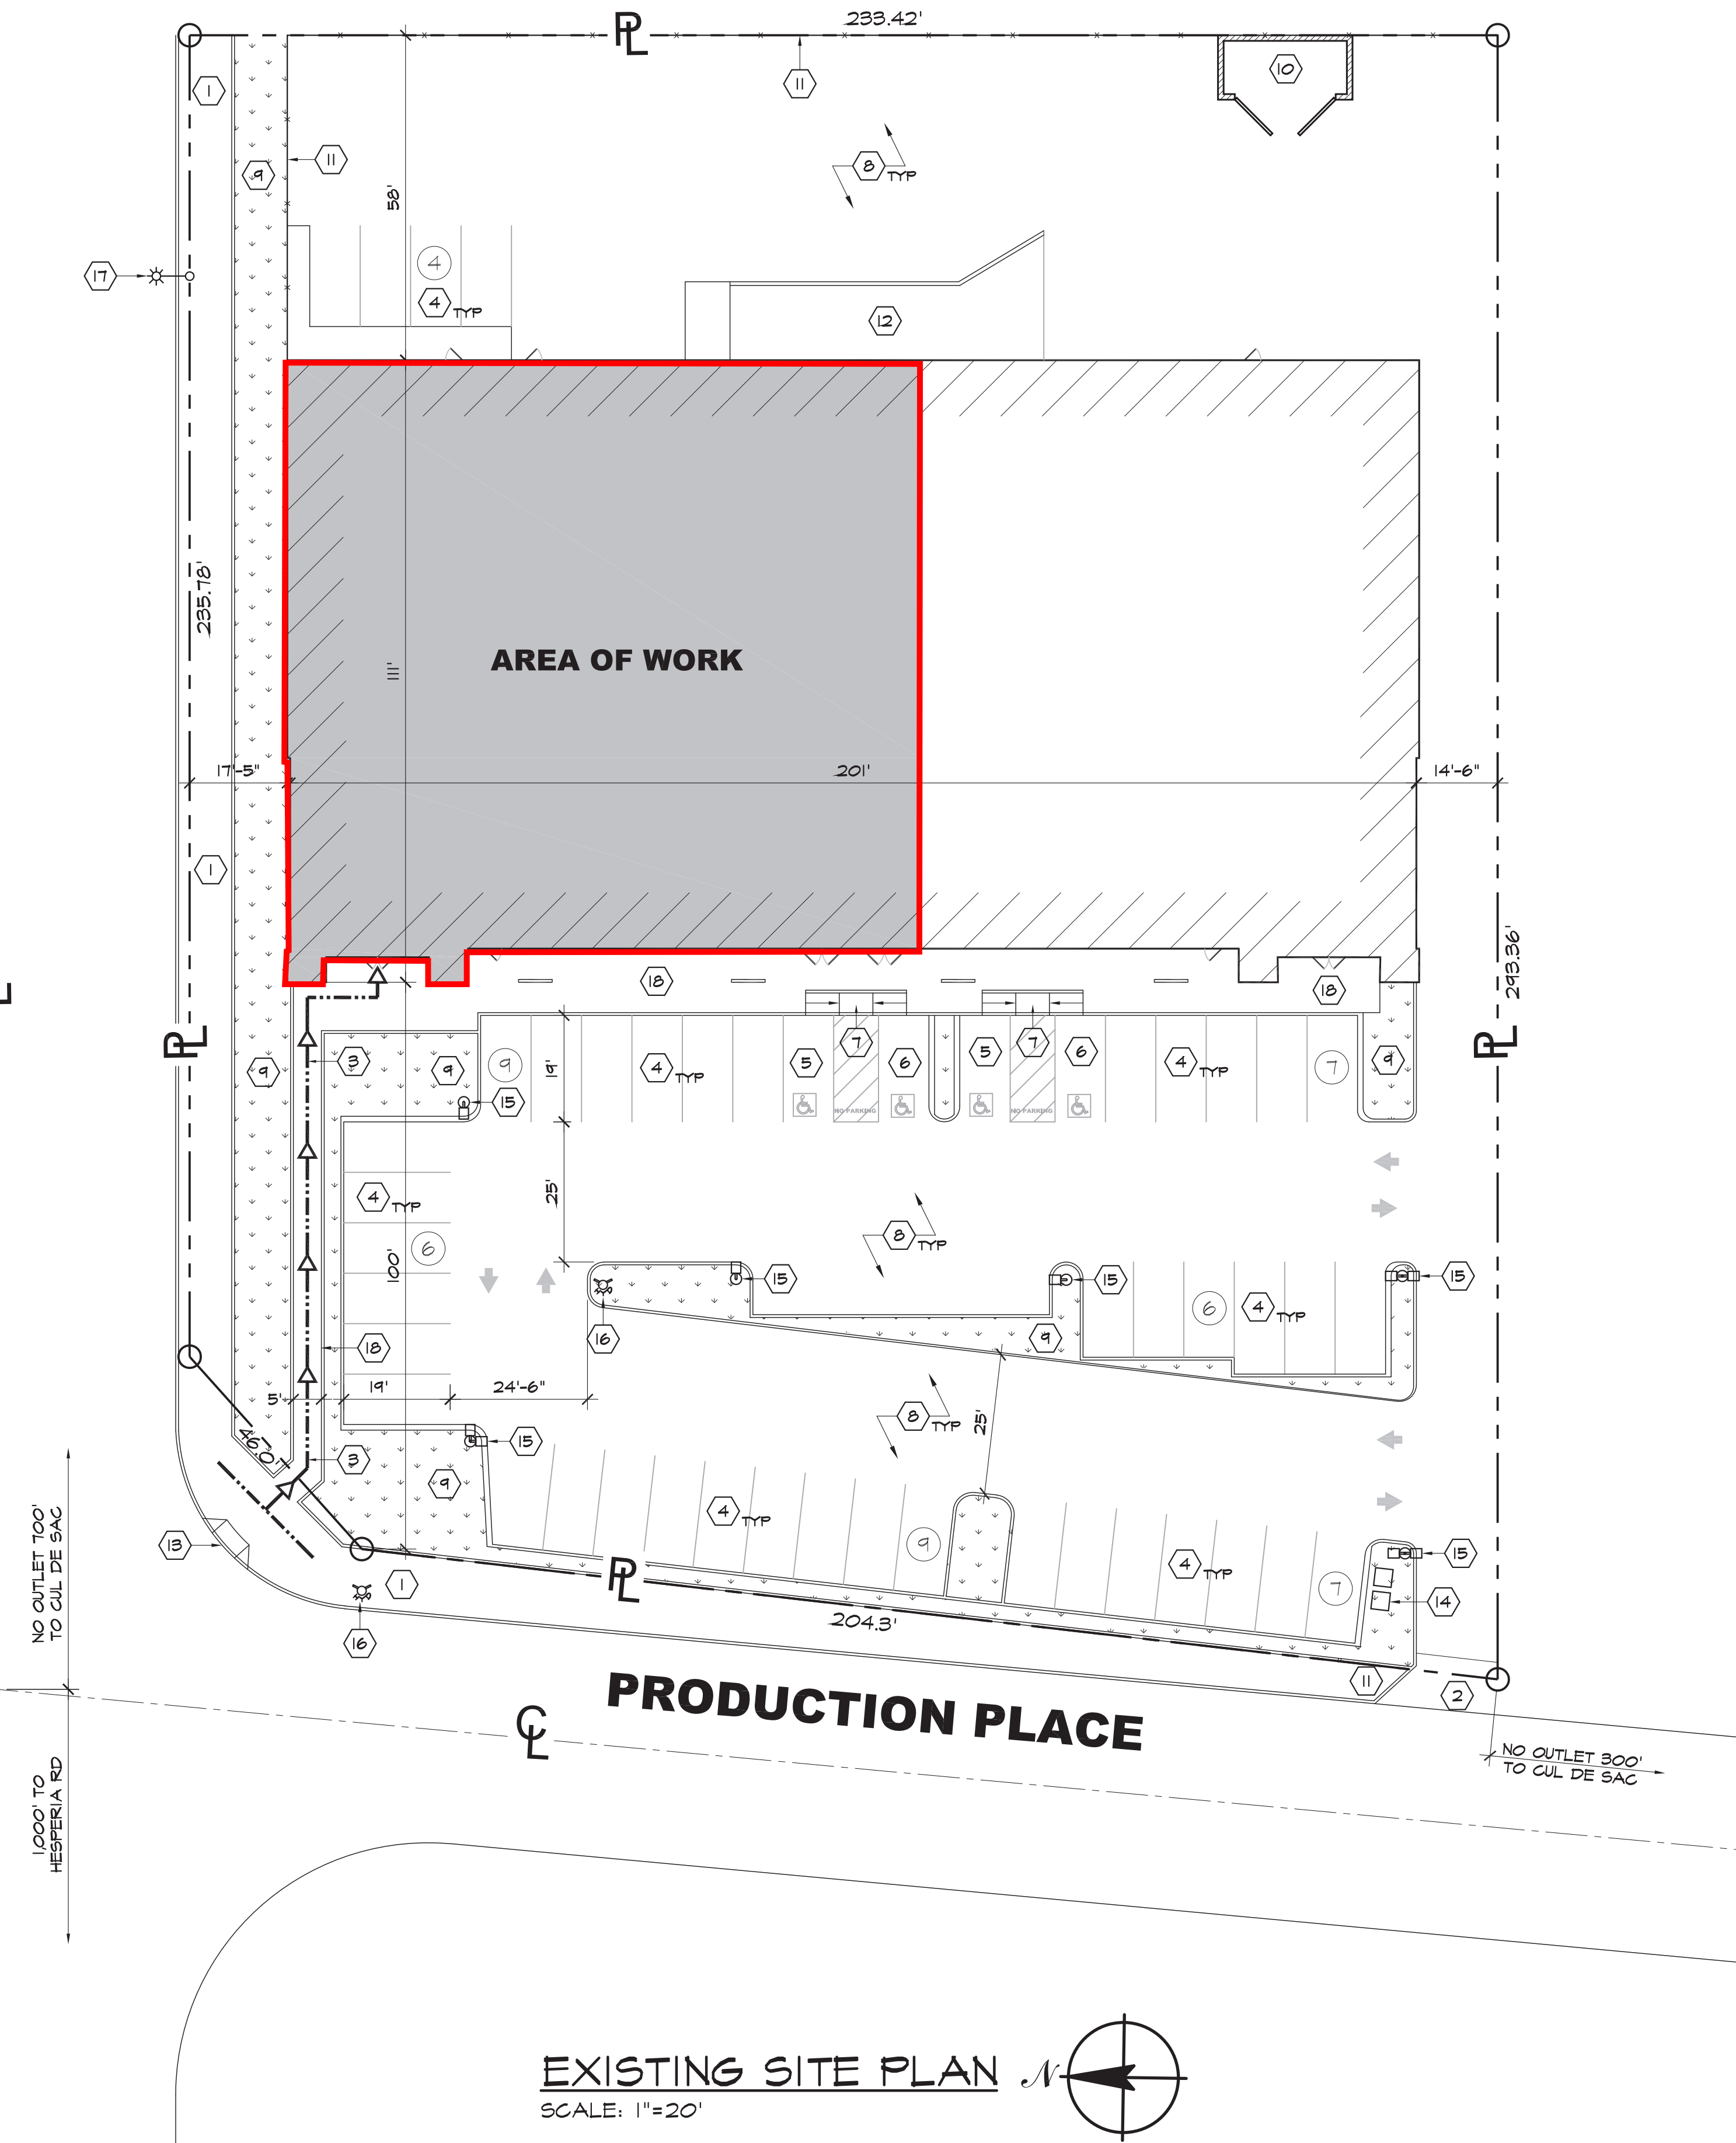 233.42'
PL
1
11
10
9
11
8
TYP
58'
17
4
4
TYP
12
235.78'
111'
AREA OF WORK
17'-5"
201'
14'-6"
1
293.36'
18
18
PL
PL
9
3
9
9
19'
4
TYP
5
7
6
5
7
6
4
TYP
7
9
15
NO PARKING
NO PARKING
4
TYP
25'
6
100'
8
TYP
15
15
15
16
9
6
4
TYP
18
5'
19'
24'-6"
8
TYP
25'
46.0'
15
3
9
4
TYP
9
4
TYP
7
15
14
13
1
PL
16
204.3'
11
2
NO OUTLET 700'
TO CUL DE SAC
PRODUCTION PLACE
CL
NO OUTLET 300'
TO CUL DE SAC
1,000' TO
HESPERIA RD
EXISTING SITE PLAN
N
SCALE: 1"=20'